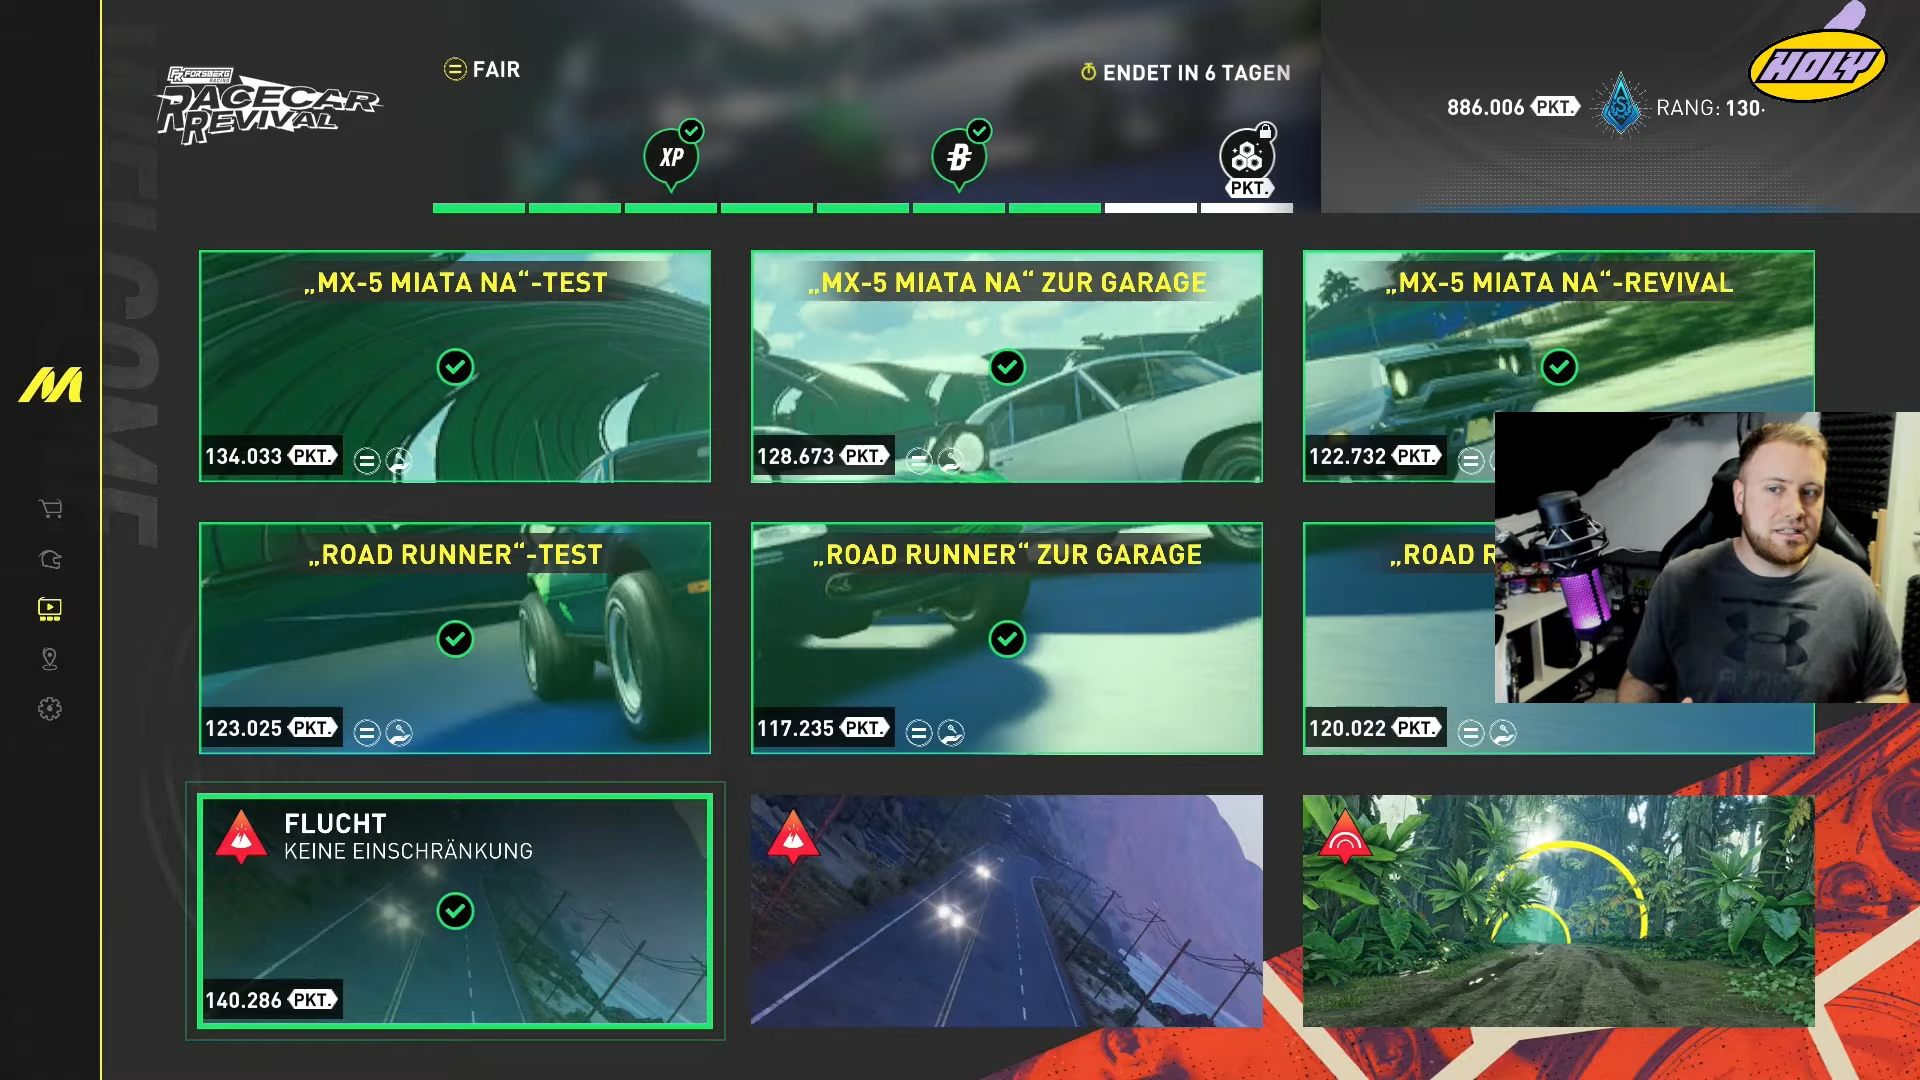 FORSBERG
RACING
RACECAR
REVIVAL
FAIR
ENDET IN 6 TAGEN
HOLY
886.006 PKT.
RANG: 130
XP
PKT.
„MX-5 MIATA NA“-TEST
134.033 PKT.
„MX-5 MIATA NA“ ZUR GARAGE
128.673 PKT.
„MX-5 MIATA NA“-REVIVAL
122.732 PKT.
„ROAD RUNNER“-TEST
123.025 PKT.
„ROAD RUNNER“ ZUR GARAGE
117.235 PKT.
„ROAD R
120.022 PKT.
FLUCHT
KEINE EINSCHRÄNKUNG
140.286 PKT.